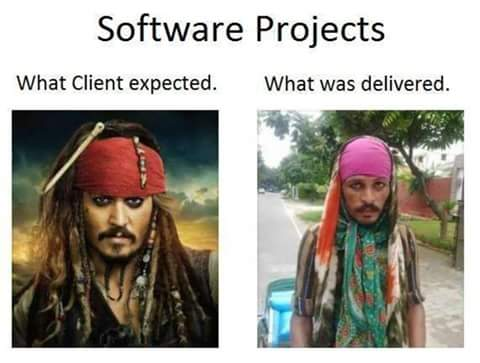 Software Projects
What Client expected.
What was delivered.